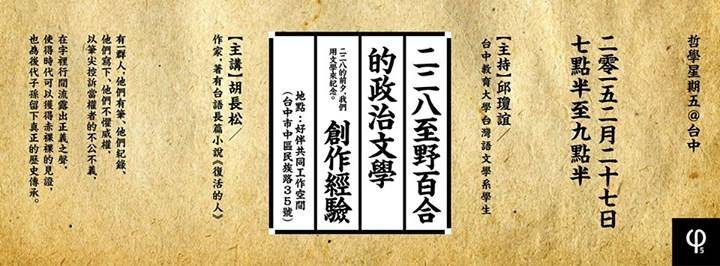 哲學星期五@台中
二零一五二月二十七日
七點半至九點半
【主持】邱瓊誼／
台中教育大學台灣語文學系學生
二二八至野百合
的政治文學
創作經驗
二二八的前夕，我們
用文學來紀念。
地點：好伴共同工作空間
（台中市中區民族路35號）
【主講】胡長松／
作家，著有台語長篇小說《復活的人》
有一群人，他們有筆、他們紀錄、
他們寫下、他們不懼威權，
以筆尖控訴當權者的不公不義，
在字裡行間流露出正義之聲，
使得時代可以獲得赤裸裸的見證，
也為後代子孫留下真正的歷史傳承。
φ5